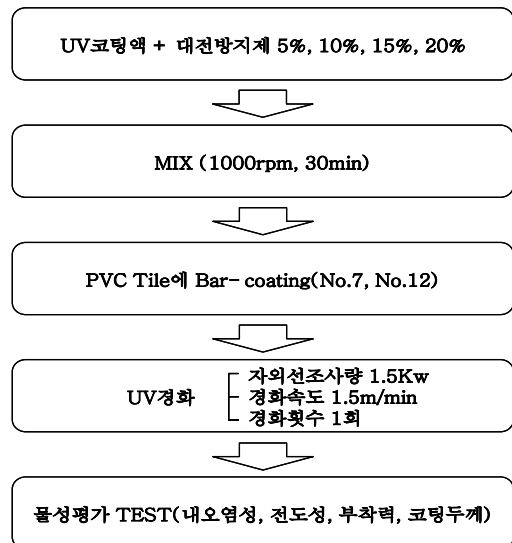 UV코팅액 + 대전방지제 5%, 10%, 15%, 20%
MIX (1000rpm, 30min)
PVC Tile에 Bar- coating(No.7, No.12)
UV경화
자외선조사량 1.5Kw
경화속도 1.5m/min
경화횟수 1회
물성평가 TEST(내오염성, 전도성, 부착력, 코팅두께)